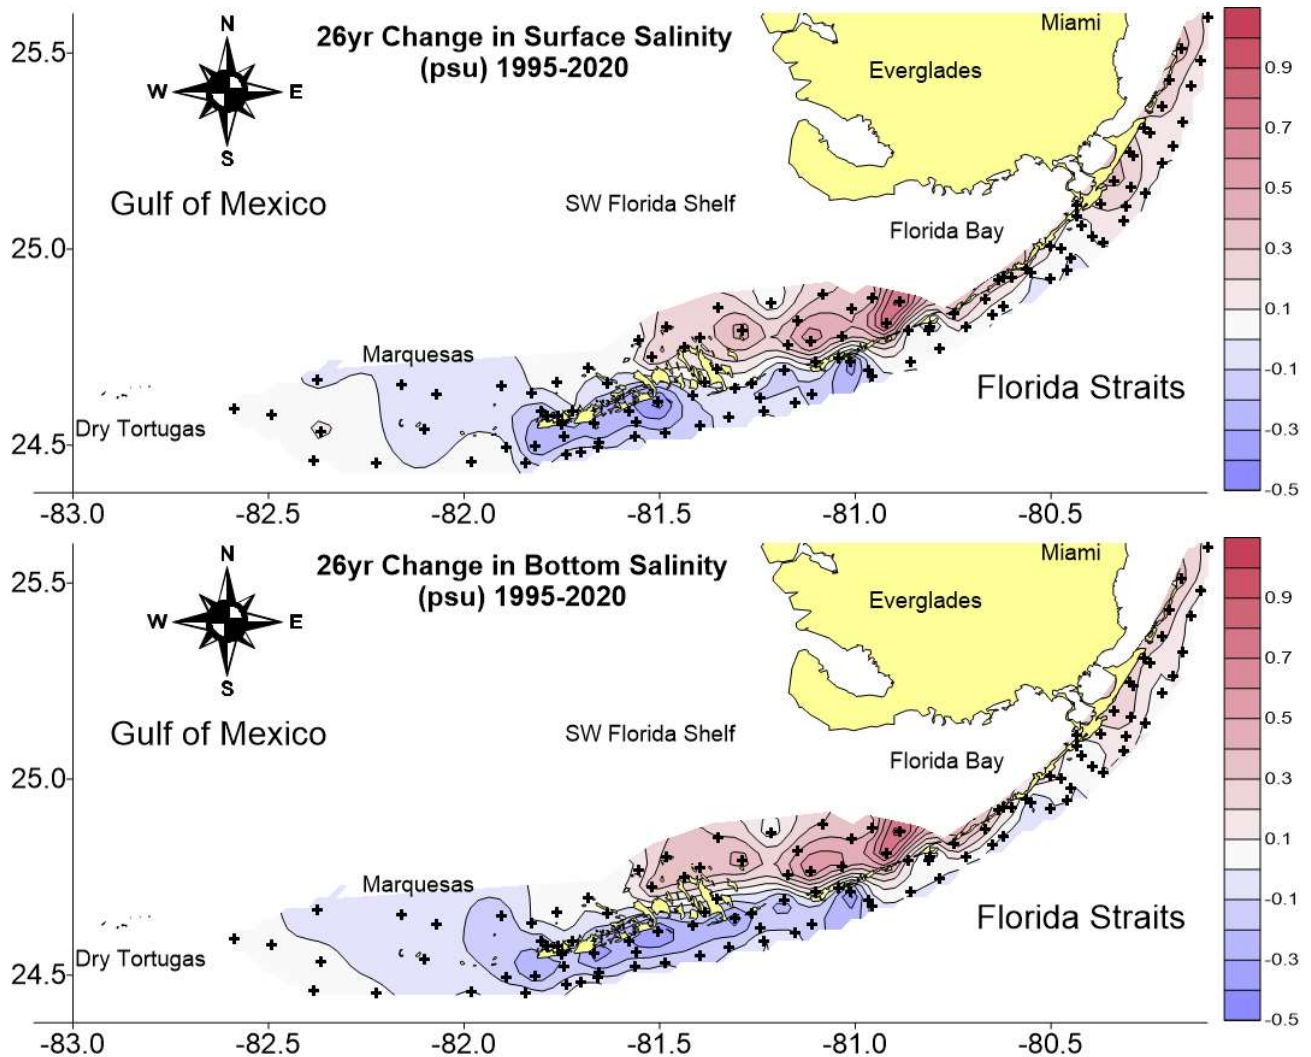 26yr Change in Surface Salinity
(psu) 1995-2020
N
W E
S
Miami
Everglades
Gulf of Mexico
SW Florida Shelf
Florida Bay
Marquesas
Dry Tortugas
Florida Straits
25.5
25.0
24.5
-83.0 -82.5 -82.0 -81.5 -81.0 -80.5
0.9
0.7
0.5
0.3
0.1
-0.1
-0.3
-0.5
26yr Change in Bottom Salinity
(psu) 1995-2020
N
W E
S
Miami
Everglades
Gulf of Mexico
SW Florida Shelf
Florida Bay
Marquesas
Dry Tortugas
Florida Straits
25.5
25.0
24.5
-83.0 -82.5 -82.0 -81.5 -81.0 -80.5
0.9
0.7
0.5
0.3
0.1
-0.1
-0.3
-0.5